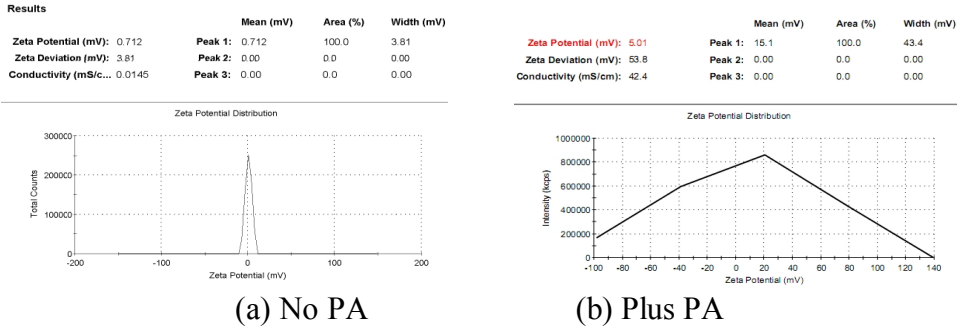 Results
Mean (mV) Area (%) Width (mV)
Zeta Potential (mV): 0.712 Peak 1: 0.712 100.0 3.81
Zeta Deviation (mV): 3.81 Peak 2: 0.00 0.0 0.00
Conductivity (mS/c... 0.0145 Peak 3: 0.00 0.0 0.00
Zeta Potential Distribution
300000
200000
100000
0
Total Counts
-200 -100 0 100 200
Zeta Potential (mV)
(a) No PA
Mean (mV) Area (%) Width (mV)
Zeta Potential (mV): 5.01 Peak 1: 15.1 100.0 43.4
Zeta Deviation (mV): 53.8 Peak 2: 0.00 0.0 0.00
Conductivity (mS/cm): 42.4 Peak 3: 0.00 0.0 0.00
Zeta Potential Distribution
1000000
800000
600000
400000
200000
0
Intensity (kcps)
-100 -80 -60 -40 -20 0 20 40 60 80 100 120 140
Zeta Potential (mV)
(b) Plus PA